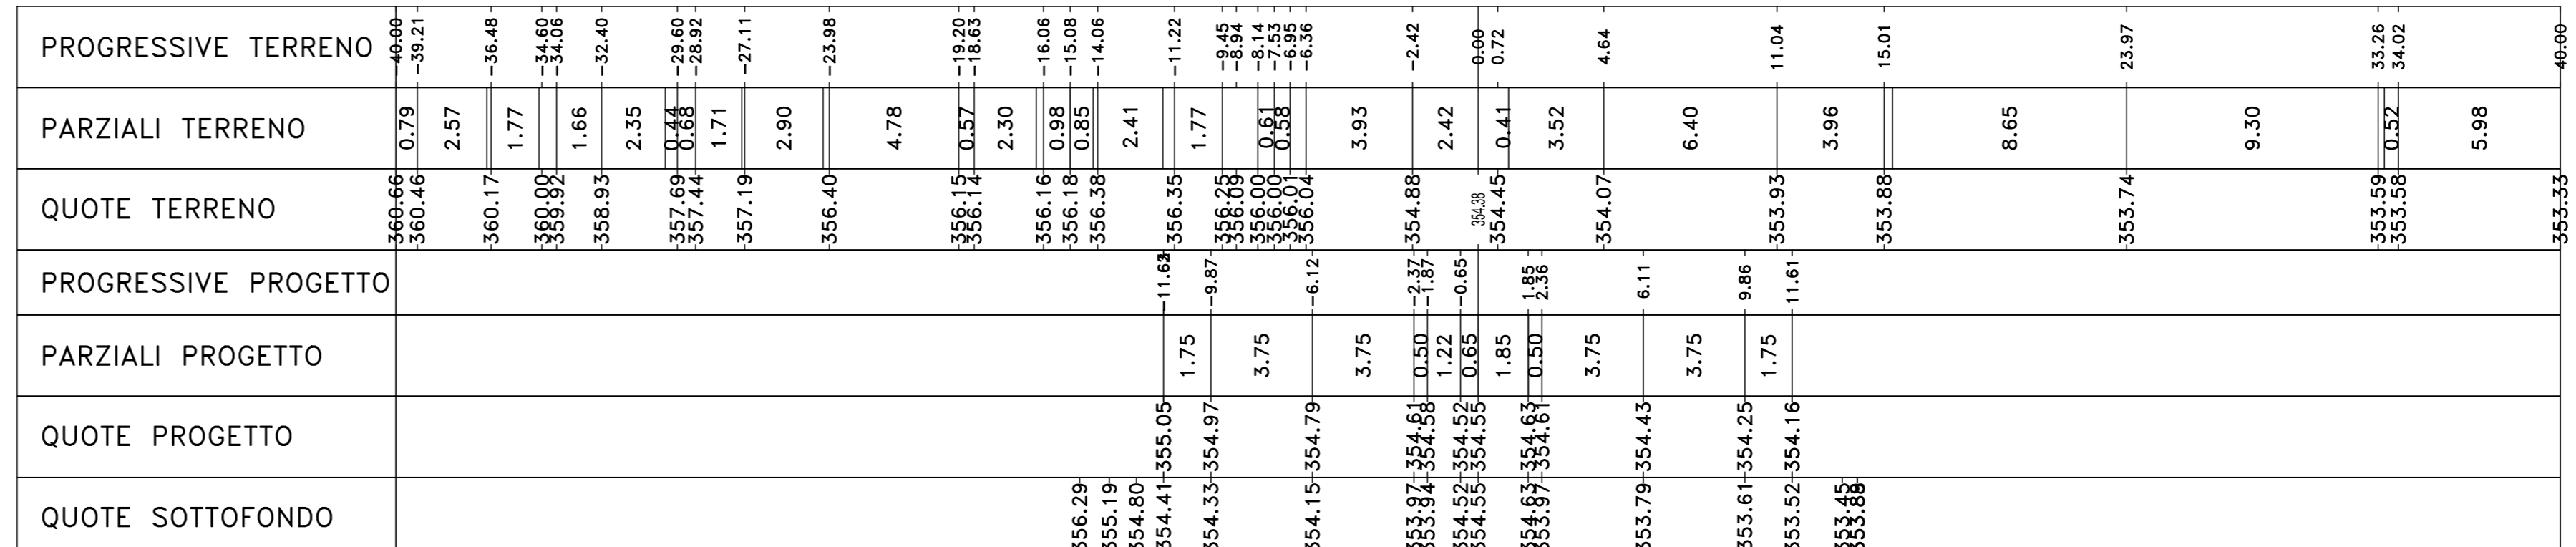 PROGRESSIVE TERRENO -40.00 -39.21 -36.48 -34.60 -34.06 -32.40 -29.60 -28.92 -27.11 -23.98 -19.20 -18.63 -16.06 -15.08 -14.06 -11.22 -9.45 -8.94 -8.14 -7.53 -6.95 -6.36 -2.42 0.00 0.72 4.64 11.04 15.01 23.97 33.26 34.02 40.00
PARZIALI TERRENO 0.79 2.57 1.77 1.66 2.35 0.44 0.68 1.71 2.90 4.78 0.57 2.30 0.98 0.85 2.41 1.77 0.61 0.58 3.93 2.42 0.41 3.52 6.40 3.96 8.65 9.30 0.52 5.98
QUOTE TERRENO 360.66 360.46 360.17 360.00 359.92 358.93 357.69 357.44 357.19 356.40 356.15 356.14 356.16 356.18 356.38 356.35 356.25 356.09 356.00 356.00 356.01 356.04 354.88 354.38 354.45 354.07 353.93 353.88 353.74 353.59 353.58 353.33
PROGRESSIVE PROGETTO -9.87 -6.12 -2.37 -1.87 -0.65 1.85 2.36 6.11 9.86 11.61
PARZIALI PROGETTO 1.75 3.75 3.75 0.50 1.22 0.65 1.85 0.50 3.75 3.75 1.75
QUOTE PROGETTO 355.05 354.97 354.79 354.61 354.58 354.52 354.55 354.63 354.61 354.43 354.25 354.16
QUOTE SOTTOFONDO 356.29 355.19 354.80 354.41 354.33 354.15 353.97 353.94 354.52 354.55 354.63 353.97 353.79 353.61 353.52 353.45